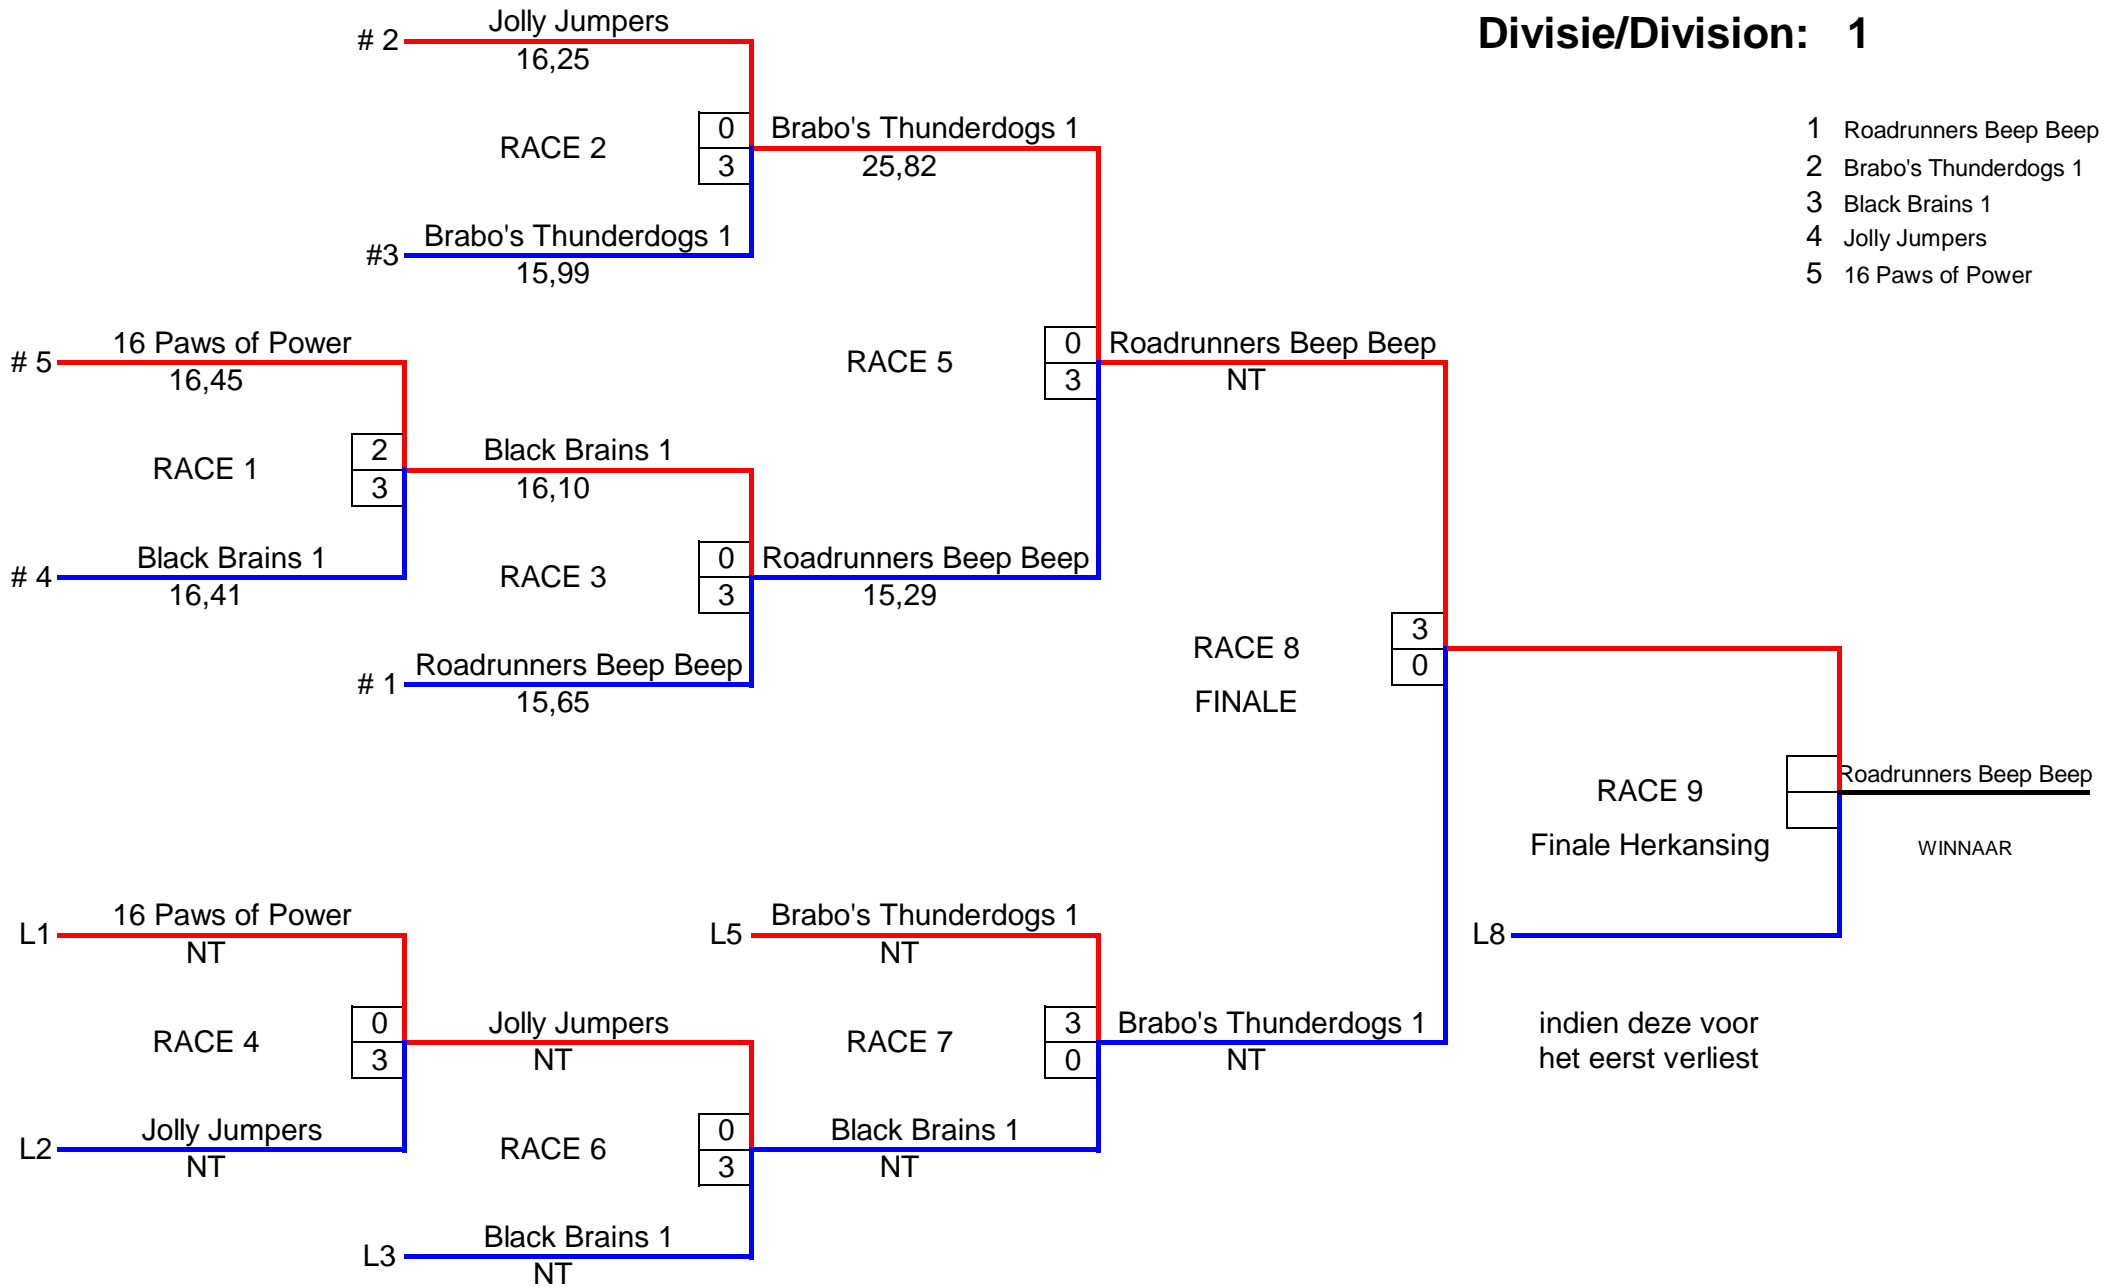 Divisie/Division: 1
1 Roadrunners Beep Beep
2 Brabo's Thunderdogs 1
3 Black Brains 1
4 Jolly Jumpers
5 16 Paws of Power
# 2
Jolly Jumpers
16,25
RACE 2
0
3
#3
Brabo's Thunderdogs 1
15,99
Brabo's Thunderdogs 1
25,82
# 5
16 Paws of Power
16,45
RACE 1
2
3
# 4
Black Brains 1
16,41
Black Brains 1
16,10
RACE 3
0
3
# 1
Roadrunners Beep Beep
15,65
Roadrunners Beep Beep
15,29
RACE 5
0
3
Roadrunners Beep Beep
NT
RACE 8
FINALE
3
0
RACE 9
Finale Herkansing
Roadrunners Beep Beep
WINNAAR
L8
indien deze voor
het eerst verliest
L1
16 Paws of Power
NT
RACE 4
0
3
L2
Jolly Jumpers
NT
Jolly Jumpers
NT
RACE 6
0
3
L3
Black Brains 1
NT
L5
Brabo's Thunderdogs 1
NT
RACE 7
3
0
Black Brains 1
NT
Brabo's Thunderdogs 1
NT